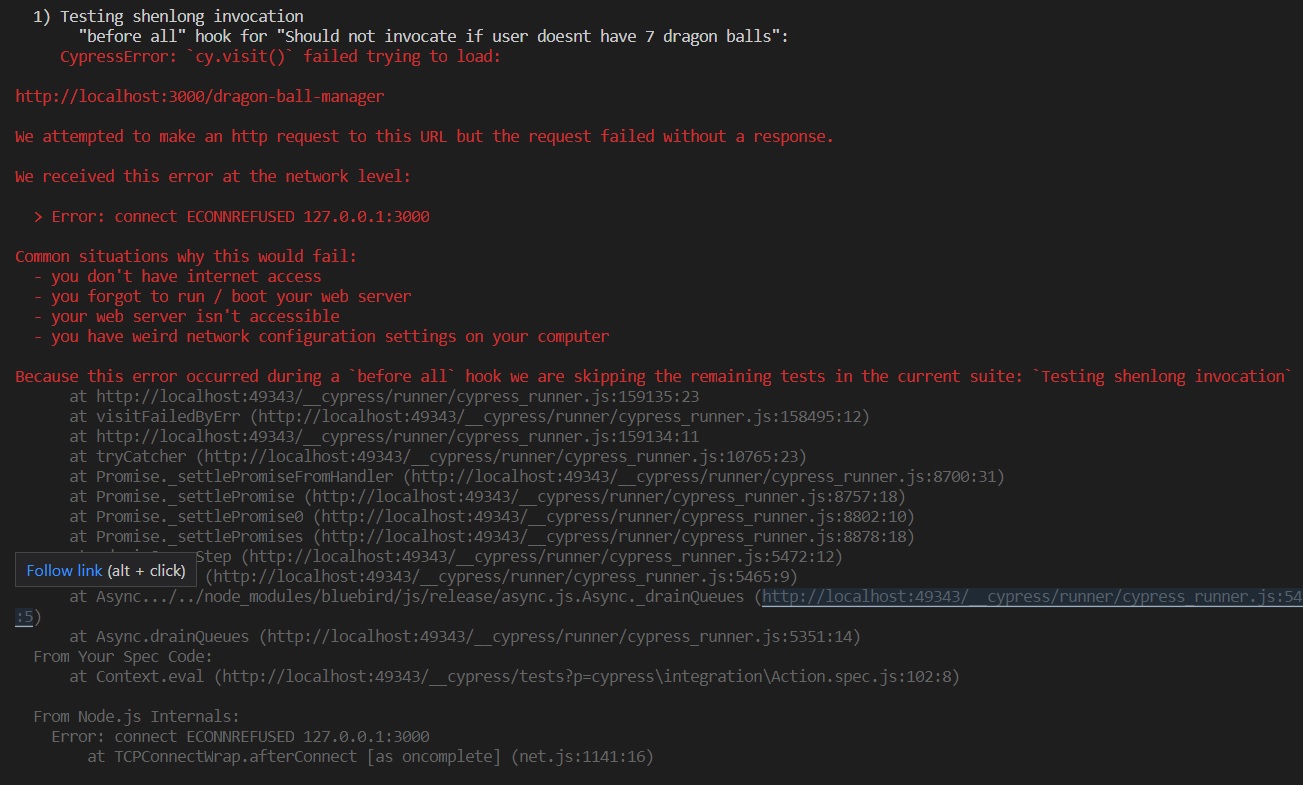 1) Testing shenlong invocation
"before all" hook for "Should not invoke if user doesnt have 7 dragon balls":
CypressError: `cy.visit()` failed trying to load:
http://localhost:3000/dragon-ball-manager
We attempted to make an http request to this URL but the request failed without a response.
We received this error at the network level:
> Error: connect ECONNREFUSED 127.0.0.1:3000
Common situations why this would fail:
- you don't have internet access
- you forgot to run / boot your web server
- your web server isn't accessible
- you have weird network configuration settings on your computer
Because this error occurred during a `before all` hook we are skipping the remaining tests in the current suite: `Testing shenlong invocation`
at http://localhost:49343/__cypress/runner/cypress_runner.js:159135:23
at visitFailedByErr (http://localhost:49343/__cypress/runner/cypress_runner.js:158495:12)
at http://localhost:49343/__cypress/runner/cypress_runner.js:159134:11
at tryCatcher (http://localhost:49343/__cypress/runner/cypress_runner.js:10765:23)
at Promise._settlePromiseFromHandler (http://localhost:49343/__cypress/runner/cypress_runner.js:8700:31)
at Promise._settlePromise (http://localhost:49343/__cypress/runner/cypress_runner.js:8757:18)
at Promise._settlePromise0 (http://localhost:49343/__cypress/runner/cypress_runner.js:8802:10)
at Promise._settlePromises (http://localhost:49343/__cypress/runner/cypress_runner.js:8878:18)
Step (http://localhost:49343/__cypress/runner/cypress_runner.js:5472:12)
Follow link (alt + click)
(http://localhost:49343/__cypress/runner/cypress_runner.js:5465:9)
at Async.../../node_modules/bluebird/js/release/async.js.Async._drainQueues (http://localhost:49343/__cypress/runner/cypress_runner.js:54
:5)
at Async.drainQueues (http://localhost:49343/__cypress/runner/cypress_runner.js:5351:14)
From Your Spec Code:
at Context.eval (http://localhost:49343/__cypress/tests?p=cypress\integration\Action.spec.js:102:8)
From Node.js Internals:
Error: connect ECONNREFUSED 127.0.0.1:3000
at TCPConnectWrap.afterConnect [as oncomplete] (net.js:1141:16)